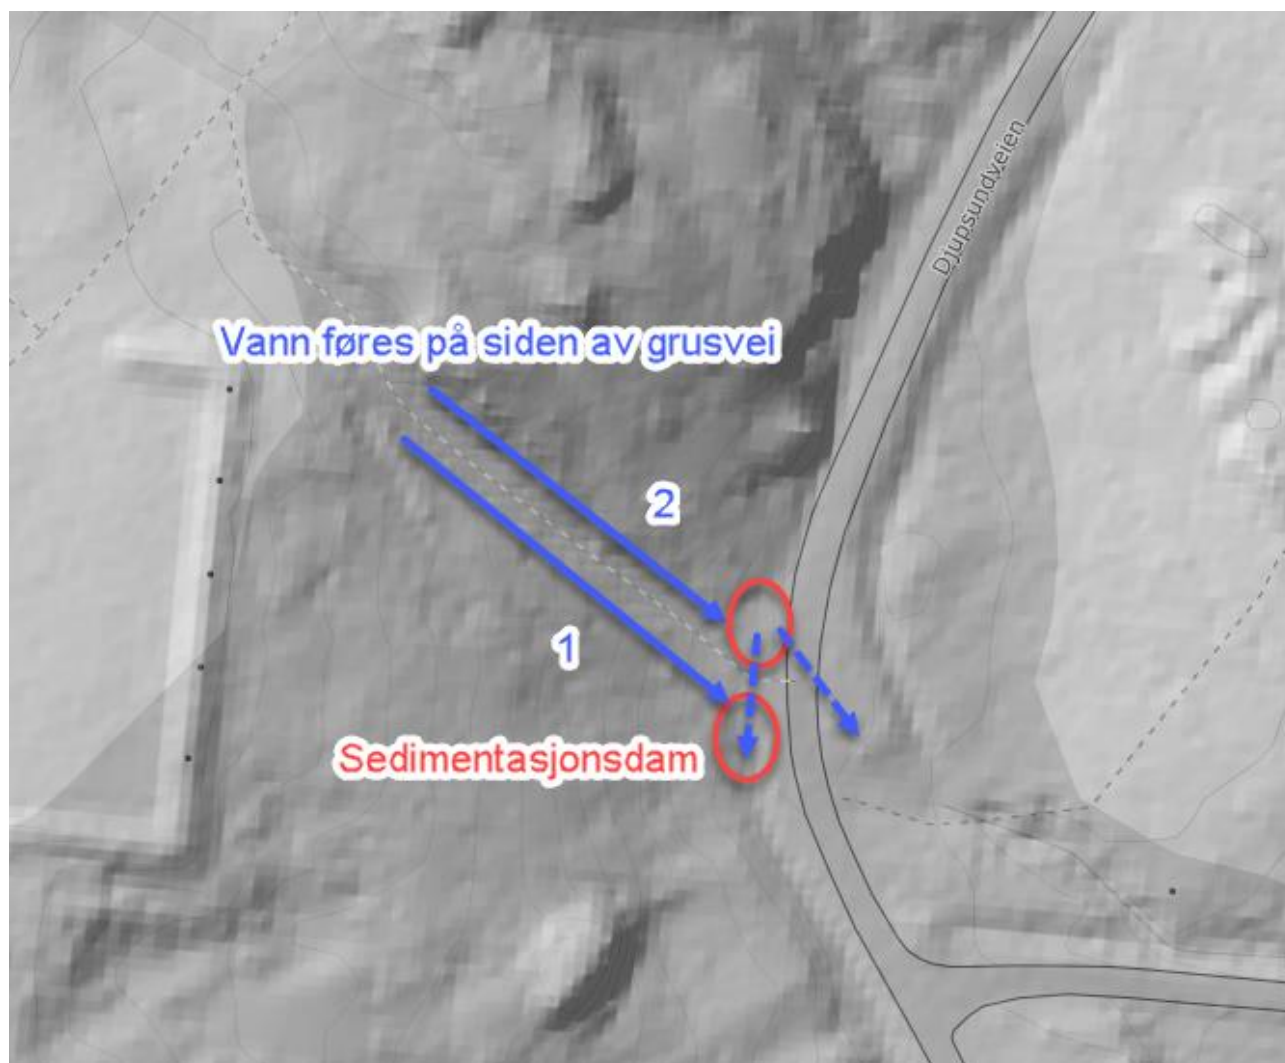 Djupsundveien
Vann føres på siden av grusvei
2
1
Sedimentasjonsdam